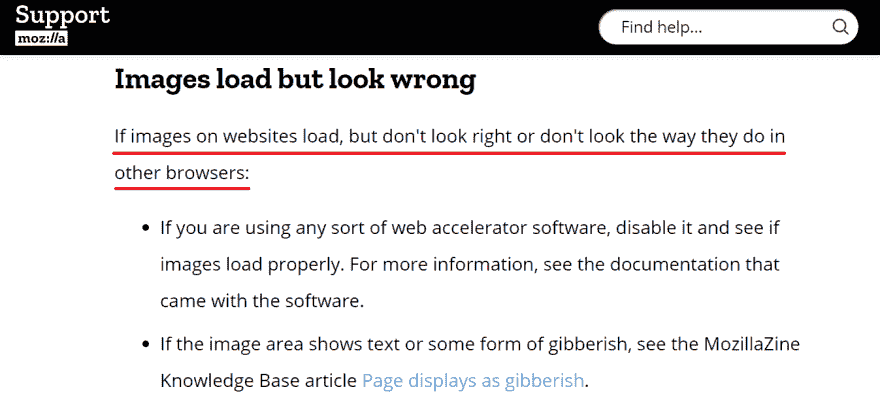 Support
moz://a
Find help...
Images load but look wrong
If images on websites load, but don't look right or don't look the way they do in
other browsers:
• If you are using any sort of web accelerator software, disable it and see if
images load properly. For more information, see the documentation that
came with the software.
• If the image area shows text or some form of gibberish, see the MozillaZine
Knowledge Base article Page displays as gibberish.